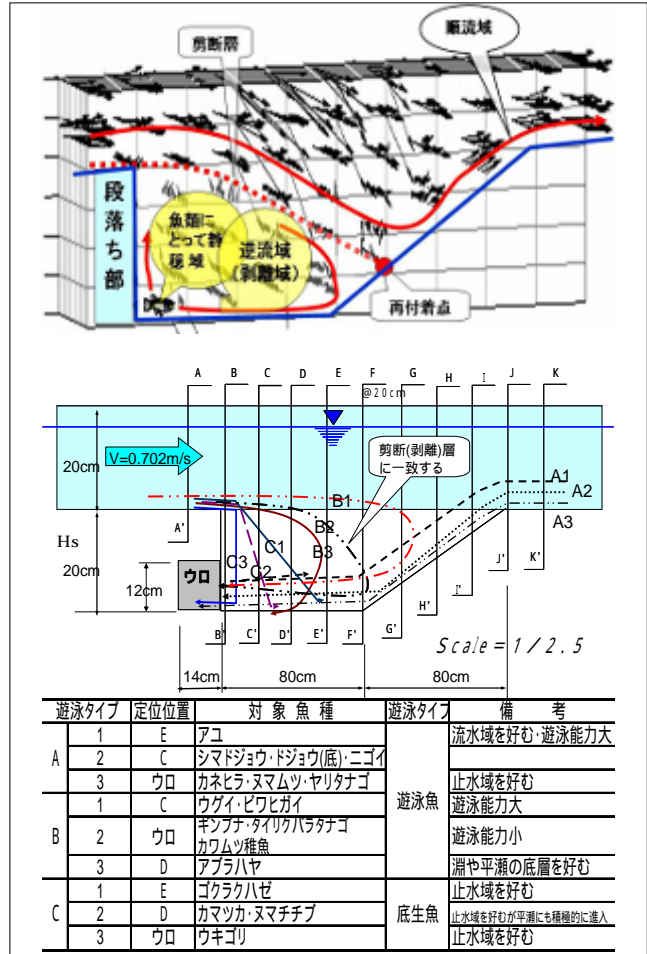 剪断層
順流域
段落ち部
魚類に
とって静
穏域
逆流域
(剥離域)
再付着点
A B C D E F G H I J K
@20cm
剪断(剥離)層
に一致する
V=0.702m/s
20cm
B1
A1
A2
A3
B2
B3
C1
C2
C3
A'
Hs
20cm
ウロ
12cm
B' C' D' E' F' G' H' I' J' K'
Scale=1/2.5
14cm 80cm 80cm
遊泳タイプ 定位位置 対象魚種 遊泳タイプ 備考
A 1 E アユ 遊泳魚 流水域を好む・遊泳能力大
2 C シマドジョウ・ドジョウ(底)・ニゴイ
3 ウロ カネヒラ・ヌマムツ・ヤリタナゴ 止水域を好む
B 1 C ウグイ・ビワヒガイ 遊泳能力大
2 ウロ ギンブナ・タイリクバラタナゴ 遊泳能力小
カワムツ稚魚
3 D アブラハヤ 淵や平瀬の底層を好む
C 1 E ゴクラクハゼ 底生魚 止水域を好む
2 D カマツカ・ヌマチチブ 止水域を好むが平瀬にも積極的に進入
3 ウロ ウキゴリ 止水域を好む